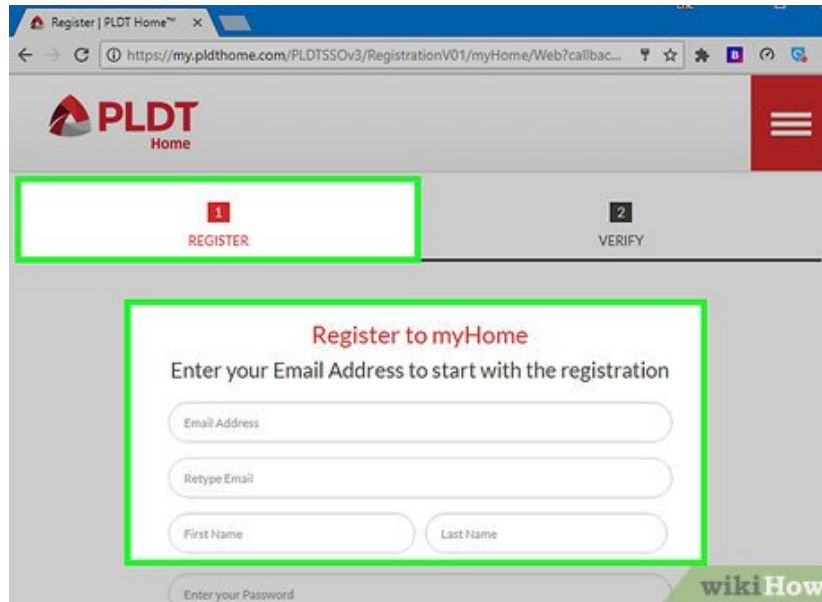 Register | PLDT Home™
https://my.pldthome.com/PLDTSSOv3/RegistrationV01/myHome/Web?callbac...
PLDT
Home
1
REGISTER
2
VERIFY
Register to myHome
Enter your Email Address to start with the registration
Email Address
Retype Email
First Name
Last Name
Enter your Password
wikiHow